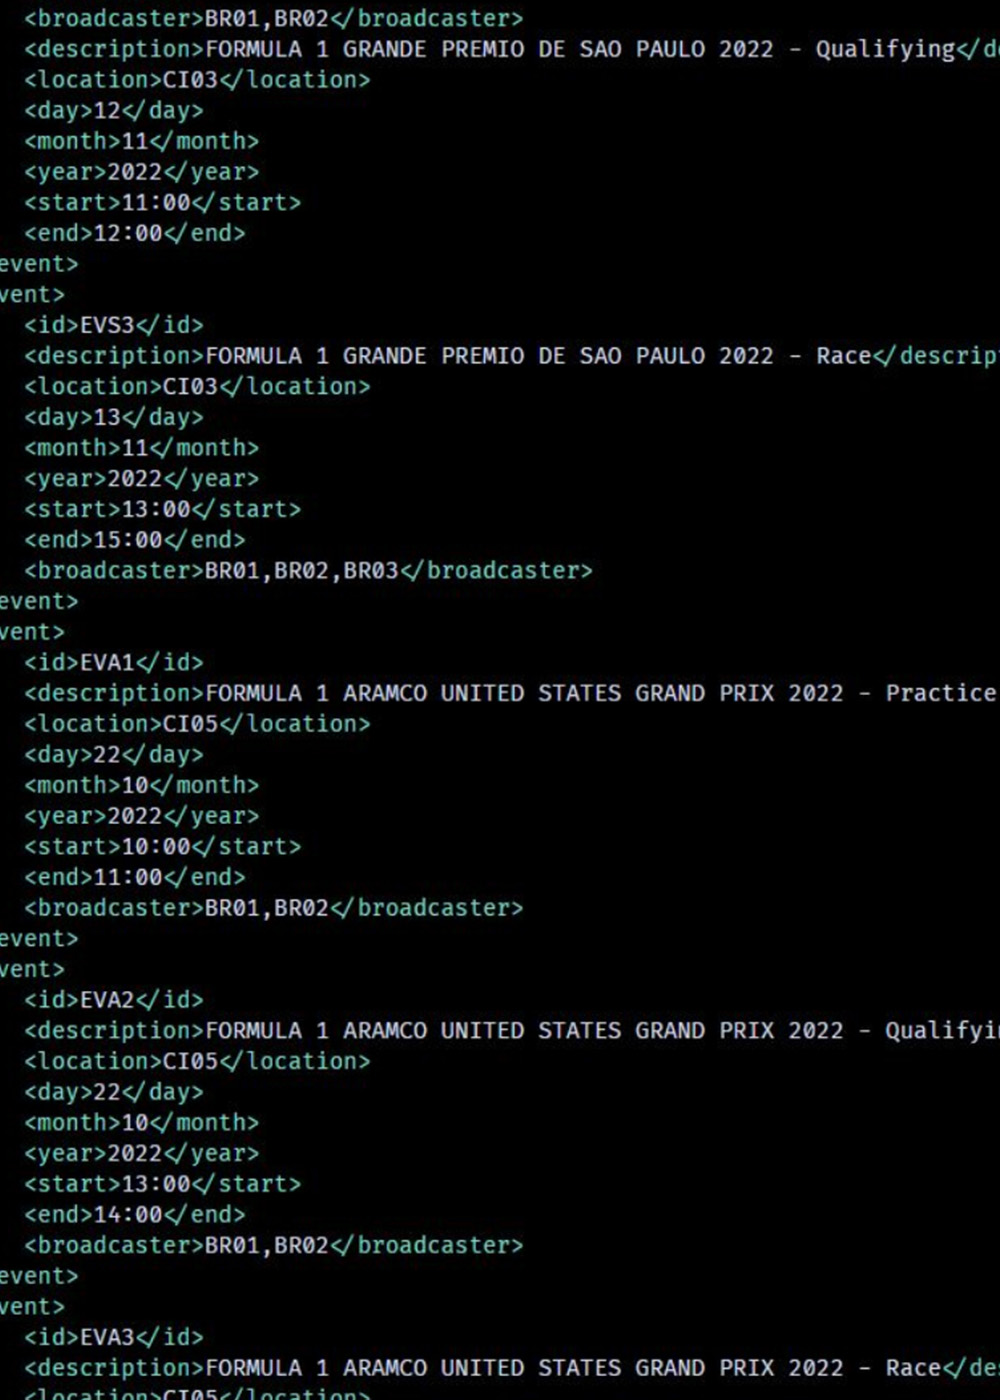 <broadcaster>BR01,BR02</broadcaster>
<description>FORMULA 1 GRANDE PREMIO DE SAO PAULO 2022 - Qualifying</d
<location>CI03</location>
<day>12</day>
<month>11</month>
<year>2022</year>
<start>11:00</start>
<end>12:00</end>
event>
vent>
<id>EVS3</id>
<description>FORMULA 1 GRANDE PREMIO DE SAO PAULO 2022 - Race</descrip
<location>CI03</location>
<day>13</day>
<month>11</month>
<year>2022</year>
<start>13:00</start>
<end>15:00</end>
<broadcaster>BR01,BR02,BR03</broadcaster>
event>
vent>
<id>EVA1</id>
<description>FORMULA 1 ARAMCO UNITED STATES GRAND PRIX 2022 - Practice
<location>CI05</location>
<day>22</day>
<month>10</month>
<year>2022</year>
<start>10:00</start>
<end>11:00</end>
<broadcaster>BR01,BR02</broadcaster>
event>
vent>
<id>EVA2</id>
<description>FORMULA 1 ARAMCO UNITED STATES GRAND PRIX 2022 - Qualifyin
<location>CI05</location>
<day>22</day>
<month>10</month>
<year>2022</year>
<start>13:00</start>
<end>14:00</end>
<broadcaster>BR01,BR02</broadcaster>
event>
vent>
<id>EVA3</id>
<description>FORMULA 1 ARAMCO UNITED STATES GRAND PRIX 2022 - Race</de
<location>CI05</location>